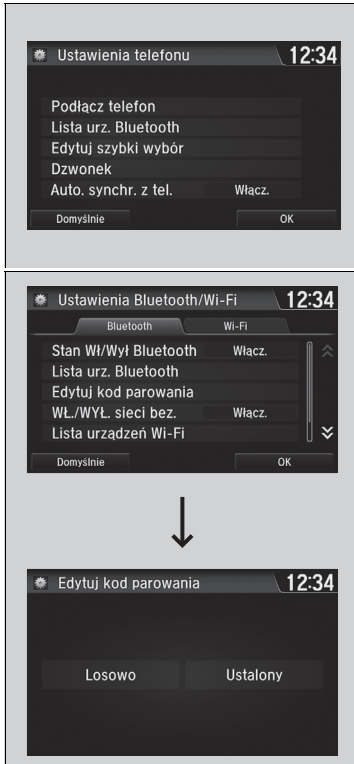 Ustawienia telefonu 12:34
Podłącz telefon
Lista urz. Bluetooth
Edytuj szybki wybór
Dzwonek
Auto. synchr. z tel. Włącz.
Domyślnie OK
Ustawienia Bluetooth/Wi-Fi 12:34
Bluetooth Wi-Fi
Stan Wł/Wył Bluetooth Włącz.
Lista urz. Bluetooth
Edytuj kod parowania
WŁ./WYŁ. sieci bez. Włącz.
Lista urządzeń Wi-Fi
Domyślnie OK
Edytuj kod parowania 12:34
Losowo Ustalony